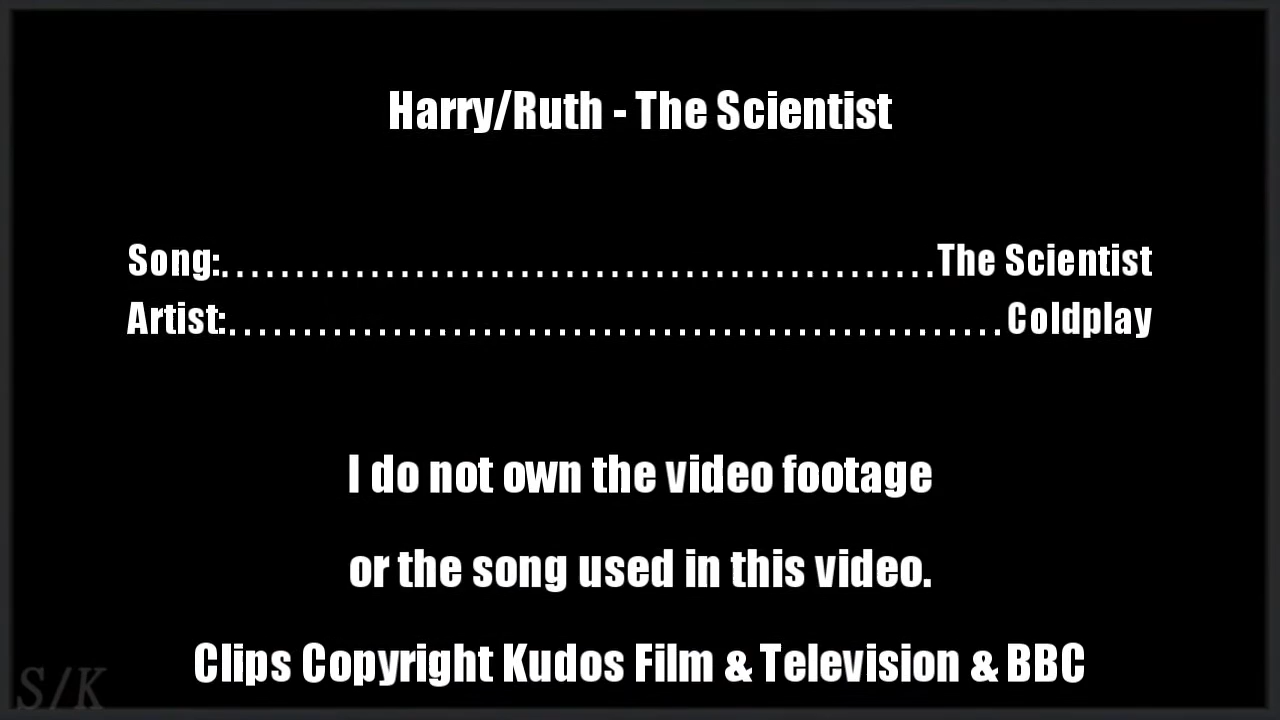 Harry/Ruth - The Scientist
Song:................................................The Scientist
Artist:....................................................Coldplay
I do not own the video footage
or the song used in this video.
Clips Copyright Kudos Film & Television & BBC
S/K